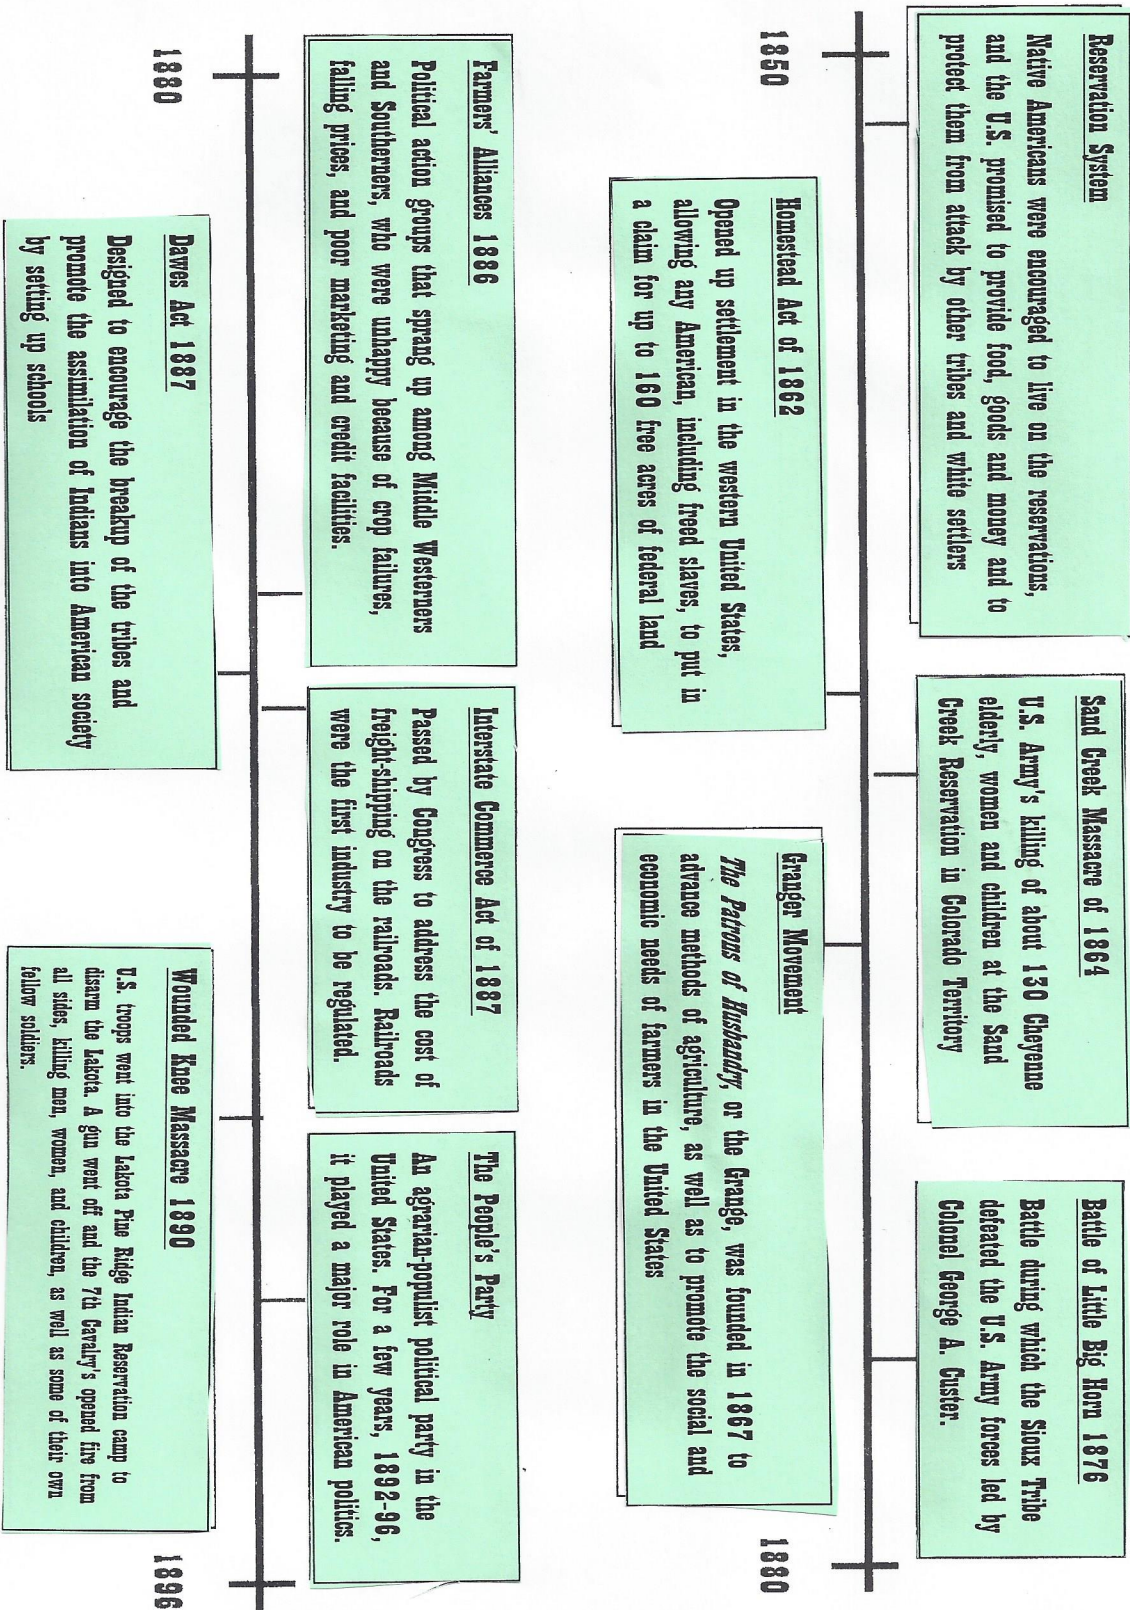 Reservation System
Native Americans were encouraged to live on the reservations,
and the U.S. promised to provide food, goods and money and to
protect them from attack by other tribes and white settlers
Sand Creek Massacre of 1864
U.S. Army's killing of about 130 Cheyenne
elderly, women and children at the Sand
Creek Reservation in Colorado Territory
Battle of Little Big Horn 1876
Battle during which the Sioux Tribe
defeated the U.S. Army forces led by
Colonel George A. Custer.
1850
1880
Homestead Act of 1862
Opened up settlement in the western United States,
allowing any American, including freed slaves, to put in
a claim for up to 160 free acres of federal land
Granger Movement
The Patrons of Husbandry, or the Grange, was founded in 1867 to
advance methods of agriculture, as well as to promote the social and
economic needs of farmers in the United States
Farmers' Alliances 1886
Political action groups that sprang up among Middle Westerners
and Southerners, who were unhappy because of crop failures,
falling prices, and poor marketing and credit facilities.
Interstate Commerce Act of 1887
Passed by Congress to address the cost of
freight-shipping on the railroads. Railroads
were the first industry to be regulated.
The People's Party
An agrarian-populist political party in the
United States. For a few years, 1892-96,
it played a major role in American politics.
1880
1896
Dawes Act 1887
Designed to encourage the breakup of the tribes and
promote the assimilation of Indians into American society
by setting up schools
Wounded Knee Massacre 1890
U.S. troops went into the Lakota Pine Ridge Indian Reservation camp to
disarm the Lakota. A gun went off and the 7th Cavalry's opened fire from
all sides, killing men, women, and children, as well as some of their own
fellow soldiers.